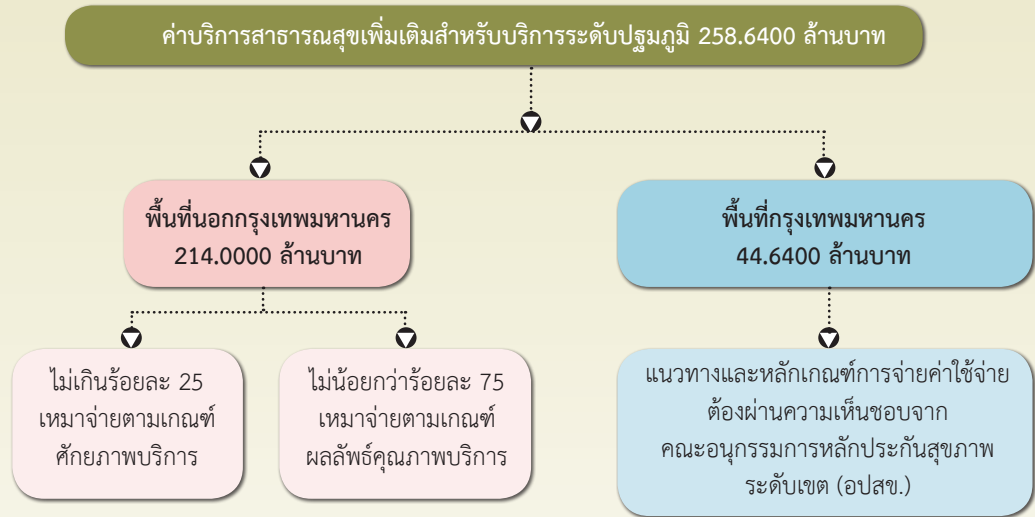 ค่าบริการสาธารณสุขเพิ่มเติมสำหรับบริการระดับปฐมภูมิ 258.6400 ล้านบาท
พื้นที่นอกกรุงเทพมหานคร
214.0000 ล้านบาท
พื้นที่กรุงเทพมหานคร
44.6400 ล้านบาท
ไม่เกินร้อยละ 25
เหมาจ่ายตามเกณฑ์
ศักยภาพบริการ
ไม่น้อยกว่าร้อยละ 75
เหมาจ่ายตามเกณฑ์
ผลลัพธ์คุณภาพบริการ
แนวทางและหลักเกณฑ์การจ่ายค่าใช้จ่าย
ต้องผ่านความเห็นชอบจาก
คณะอนุกรรมการหลักประกันสุขภาพ
ระดับเขต (อปสข.)